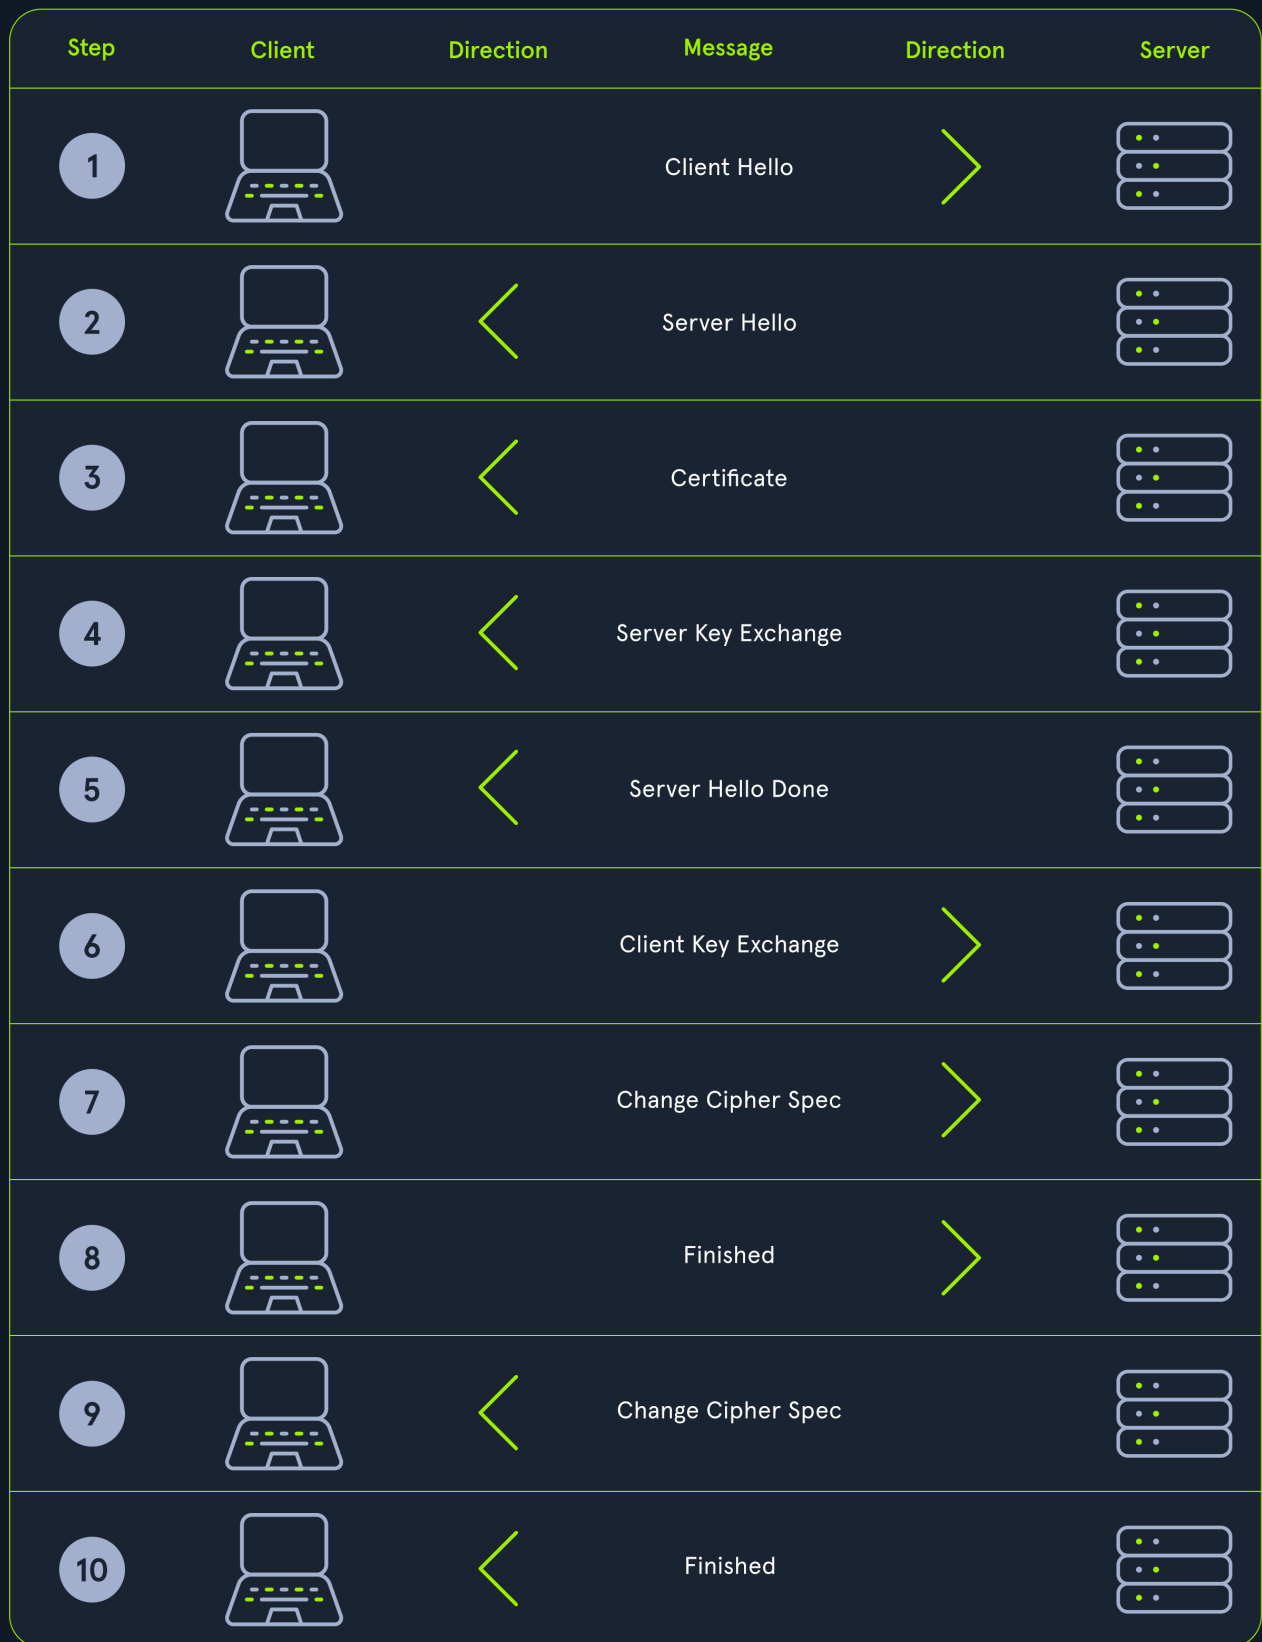 Step Client Direction Message Direction Server
1 Client Hello
2 Server Hello
3 Certificate
4 Server Key Exchange
5 Server Hello Done
6 Client Key Exchange
7 Change Cipher Spec
8 Finished
9 Change Cipher Spec
10 Finished